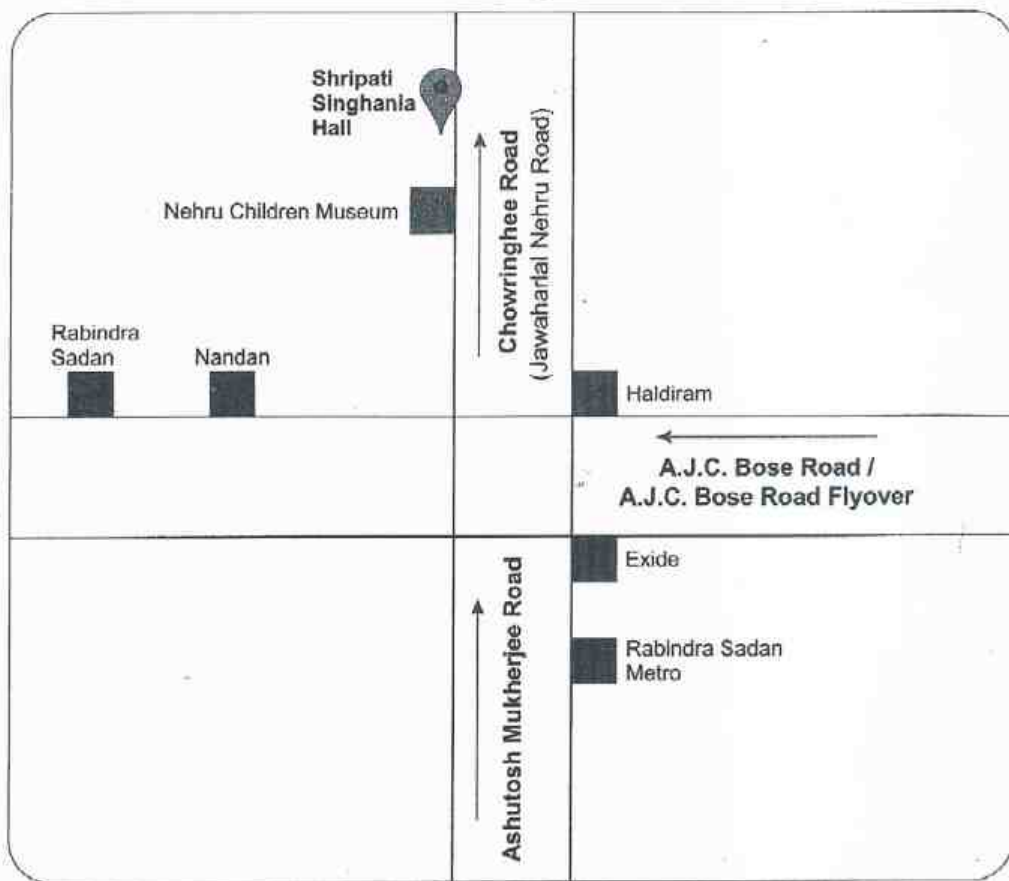 Shripati
Singhania
Hall
Chowringhee Road
(Jawaharlal Nehru Road)
Nehru Children Museum
Rabindra
Sadan
Nandan
Haldiram
A.J.C. Bose Road /
A.J.C. Bose Road Flyover
Exide
Ashutosh Mukherjee Road
Rabindra Sadan
Metro